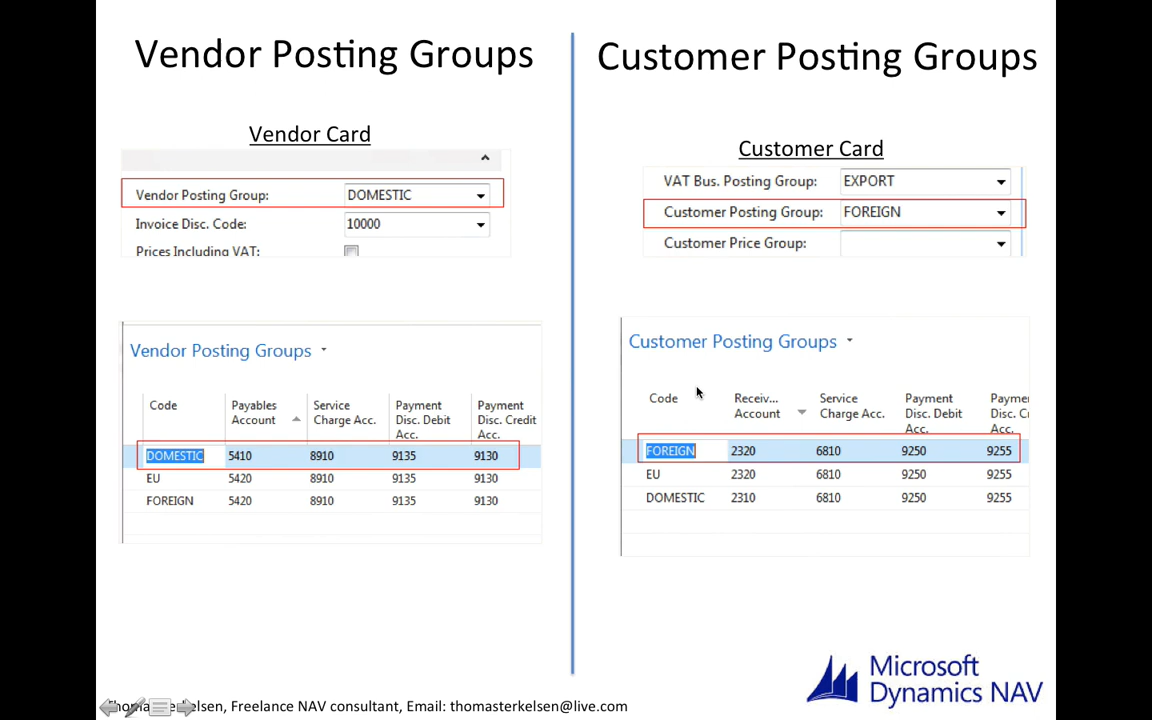 Vendor Posting Groups
Vendor Card
Vendor Posting Group: DOMESTIC
Invoice Disc. Code: 10000
Prices Including VAT:
Vendor Posting Groups
Code Payables Account Service Charge Acc. Payment Disc. Debit Acc. Payment Disc. Credit Acc.
DOMESTIC 5410 8910 9135 9130
EU 5420 8910 9135 9130
FOREIGN 5420 8910 9135 9130
Customer Posting Groups
Customer Card
VAT Bus. Posting Group: EXPORT
Customer Posting Group: FOREIGN
Customer Price Group:
Customer Posting Groups
Code Receiv... Account Service Charge Acc. Payment Disc. Debit Acc. Disc. Acc.
FOREIGN 2320 6810 9250 9255
EU 2320 6810 9250 9255
DOMESTIC 2310 6810 9250 9255
Microsoft
Dynamics NAV
Freelance NAV consultant, Email: thomasterkelsen@live.com